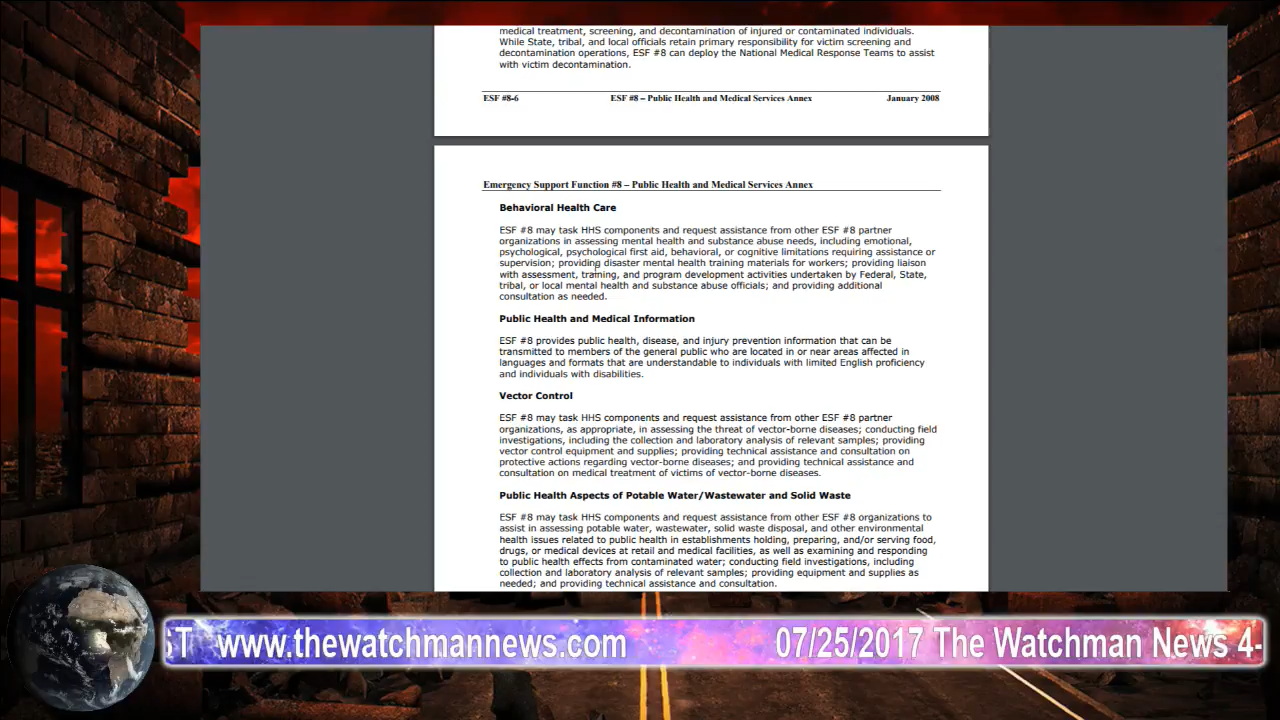 medical treatment, screening, and decontamination of injured or contaminated individuals.
While State, tribal, and local officials retain primary responsibility for victim screening and
decontamination operations, ESF #8 can deploy the National Medical Response Teams to assist
with victim decontamination.
ESF #8-6 ESF #8 – Public Health and Medical Services Annex January 2008
Emergency Support Function #8 – Public Health and Medical Services Annex
Behavioral Health Care
ESF #8 may task HHS components and request assistance from other ESF #8 partner
organizations in assessing mental health and substance abuse needs, including emotional,
psychological, psychological first aid, behavioral, or cognitive limitations requiring assistance or
supervision; providing disaster mental health training materials for workers; providing liaison
with assessment, training, and program development activities undertaken by Federal, State,
tribal, or local mental health and substance abuse officials; and providing additional
consultation as needed.
Public Health and Medical Information
ESF #8 provides public health, disease, and injury prevention information that can be
transmitted to members of the general public who are located in or near areas affected in
languages and formats that are understandable to individuals with limited English proficiency
and individuals with disabilities.
Vector Control
ESF #8 may task HHS components and request assistance from other ESF #8 partner
organizations, as appropriate, in assessing the threat of vector-borne diseases; conducting field
investigations, including the collection and laboratory analysis of relevant samples; providing
vector control equipment and supplies; providing technical assistance and consultation on
protective actions regarding vector-borne diseases; and providing technical assistance and
consultation on medical treatment of victims of vector-borne diseases.
Public Health Aspects of Potable Water/Wastewater and Solid Waste
ESF #8 may task HHS components and request assistance from other ESF #8 organizations to
assist in assessing potable water, wastewater, solid waste disposal, and other environmental
health issues related to public health in establishments holding, preparing, and/or serving food,
drugs, or medical devices at retail and medical facilities, as well as examining and responding
to public health effects from contaminated water; conducting field investigations, including
collection and laboratory analysis of relevant samples; providing equipment and supplies as
needed; and providing technical assistance and consultation.
ST www.thewatchmannews.com 07/25/2017 The Watchman News 4-